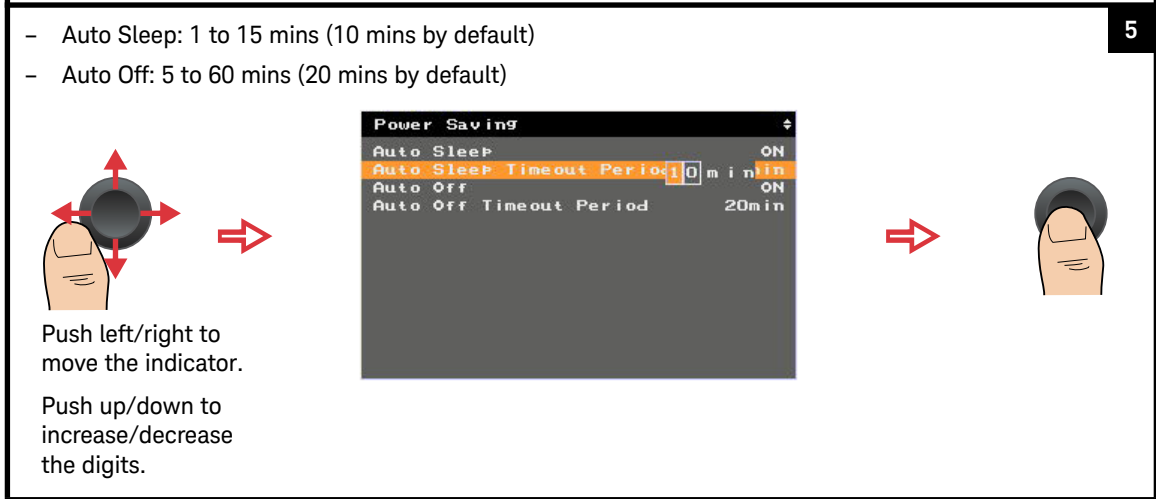 5
– Auto Sleep: 1 to 15 mins (10 mins by default)
– Auto Off: 5 to 60 mins (20 mins by default)
Power Saving
Auto Sleep ON
Auto Sleep Timeout Perio 10 min in
Auto Off ON
Auto Off Timeout Period 20min
Push left/right to
move the indicator.
Push up/down to
increase/decrease
the digits.